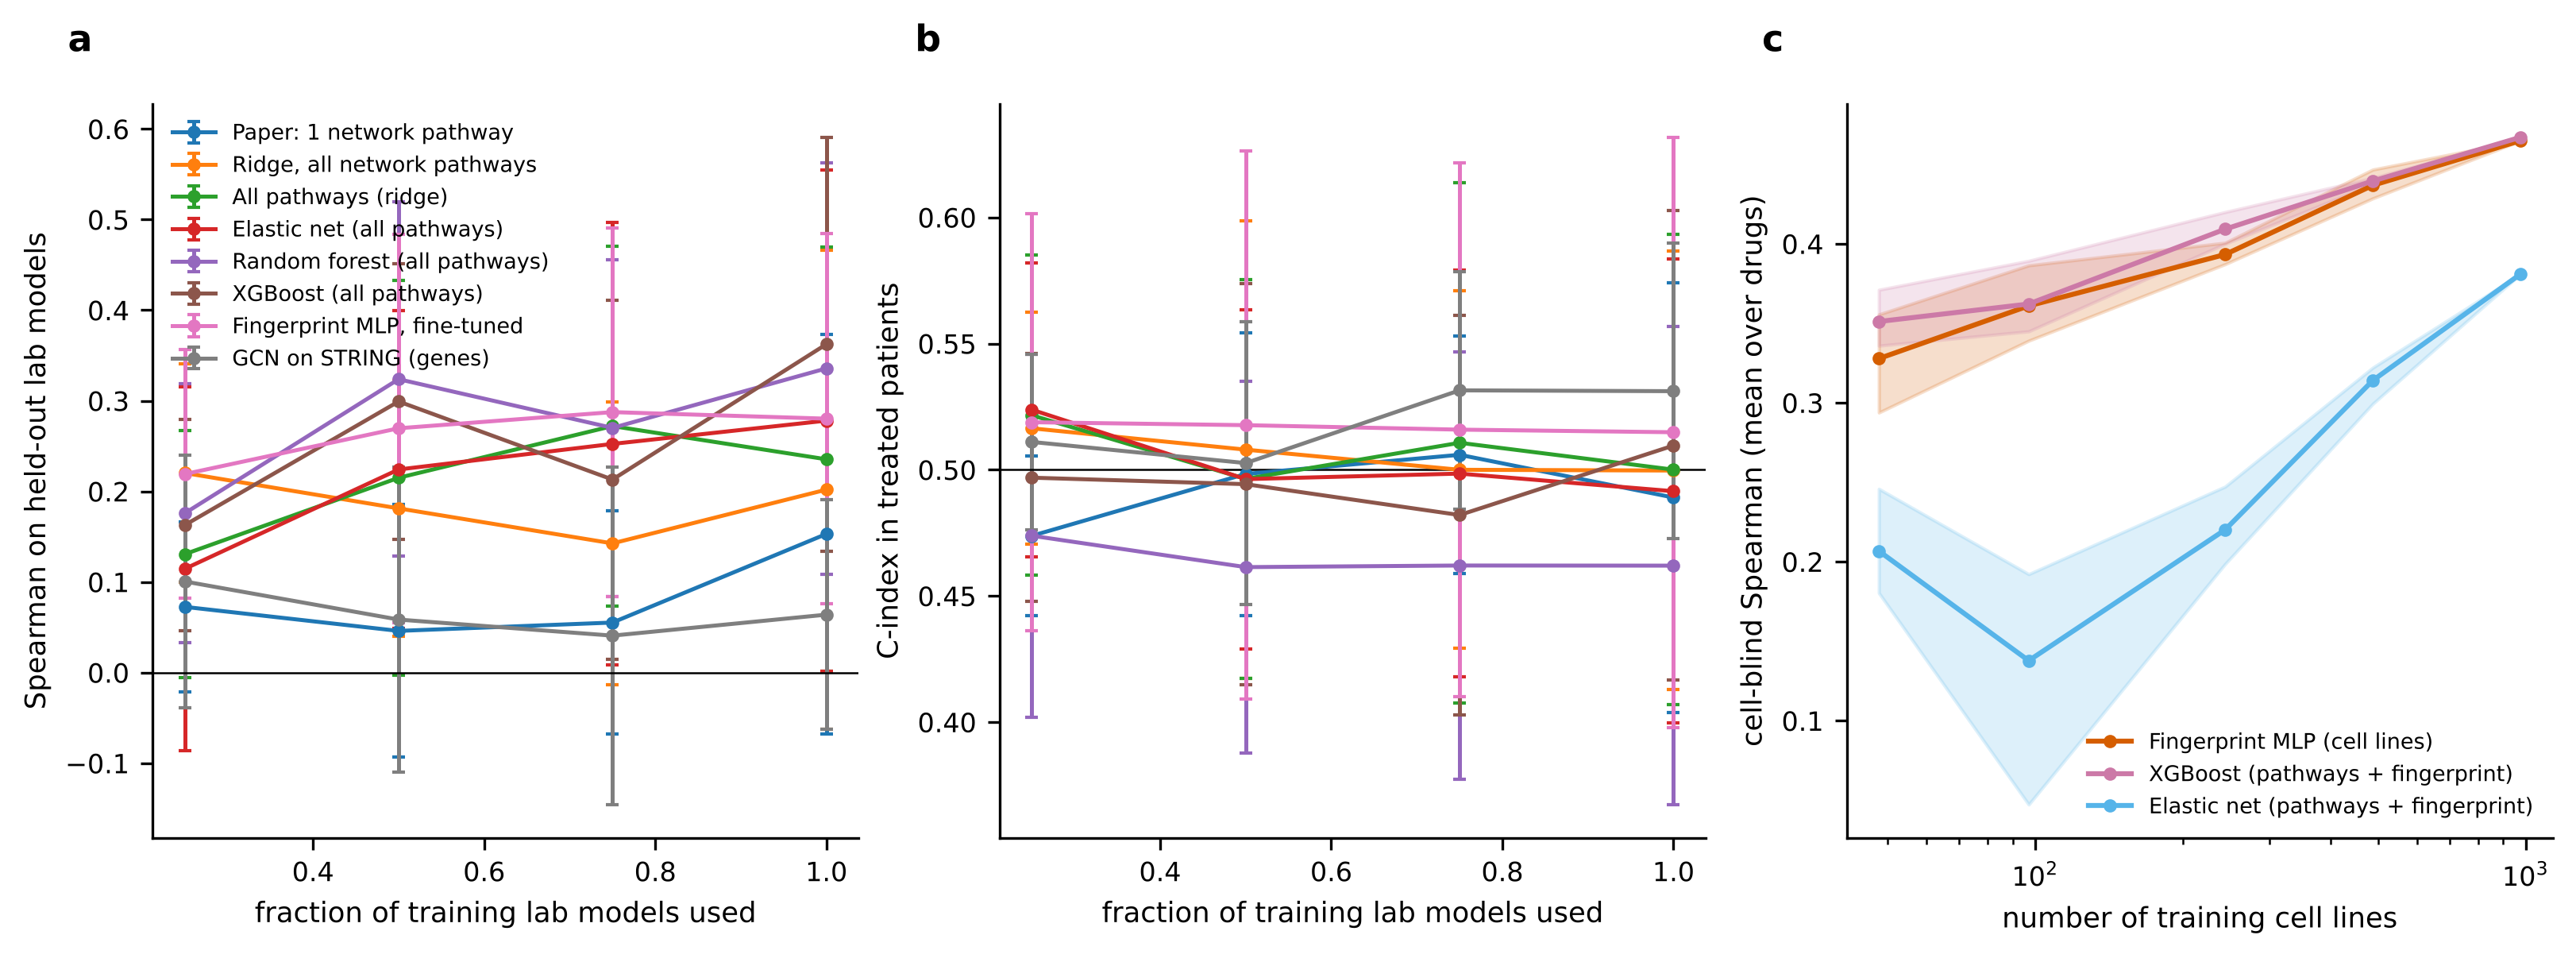 a
Spearman on held-out lab models
0.6
0.5
0.4
0.3
0.2
0.1
0.0
−0.1
Paper: 1 network pathway
Ridge, all network pathways
All pathways (ridge)
Elastic net (all pathways)
Random forest (all pathways)
XGBoost (all pathways)
Fingerprint MLP, fine-tuned
GCN on STRING (genes)
0.4 0.6 0.8 1.0
fraction of training lab models used
b
C-index in treated patients
0.60
0.55
0.50
0.45
0.40
0.4 0.6 0.8 1.0
fraction of training lab models used
c
cell-blind Spearman (mean over drugs)
0.4
0.3
0.2
0.1
Fingerprint MLP (cell lines)
XGBoost (pathways + fingerprint)
Elastic net (pathways + fingerprint)
10² 10³
number of training cell lines